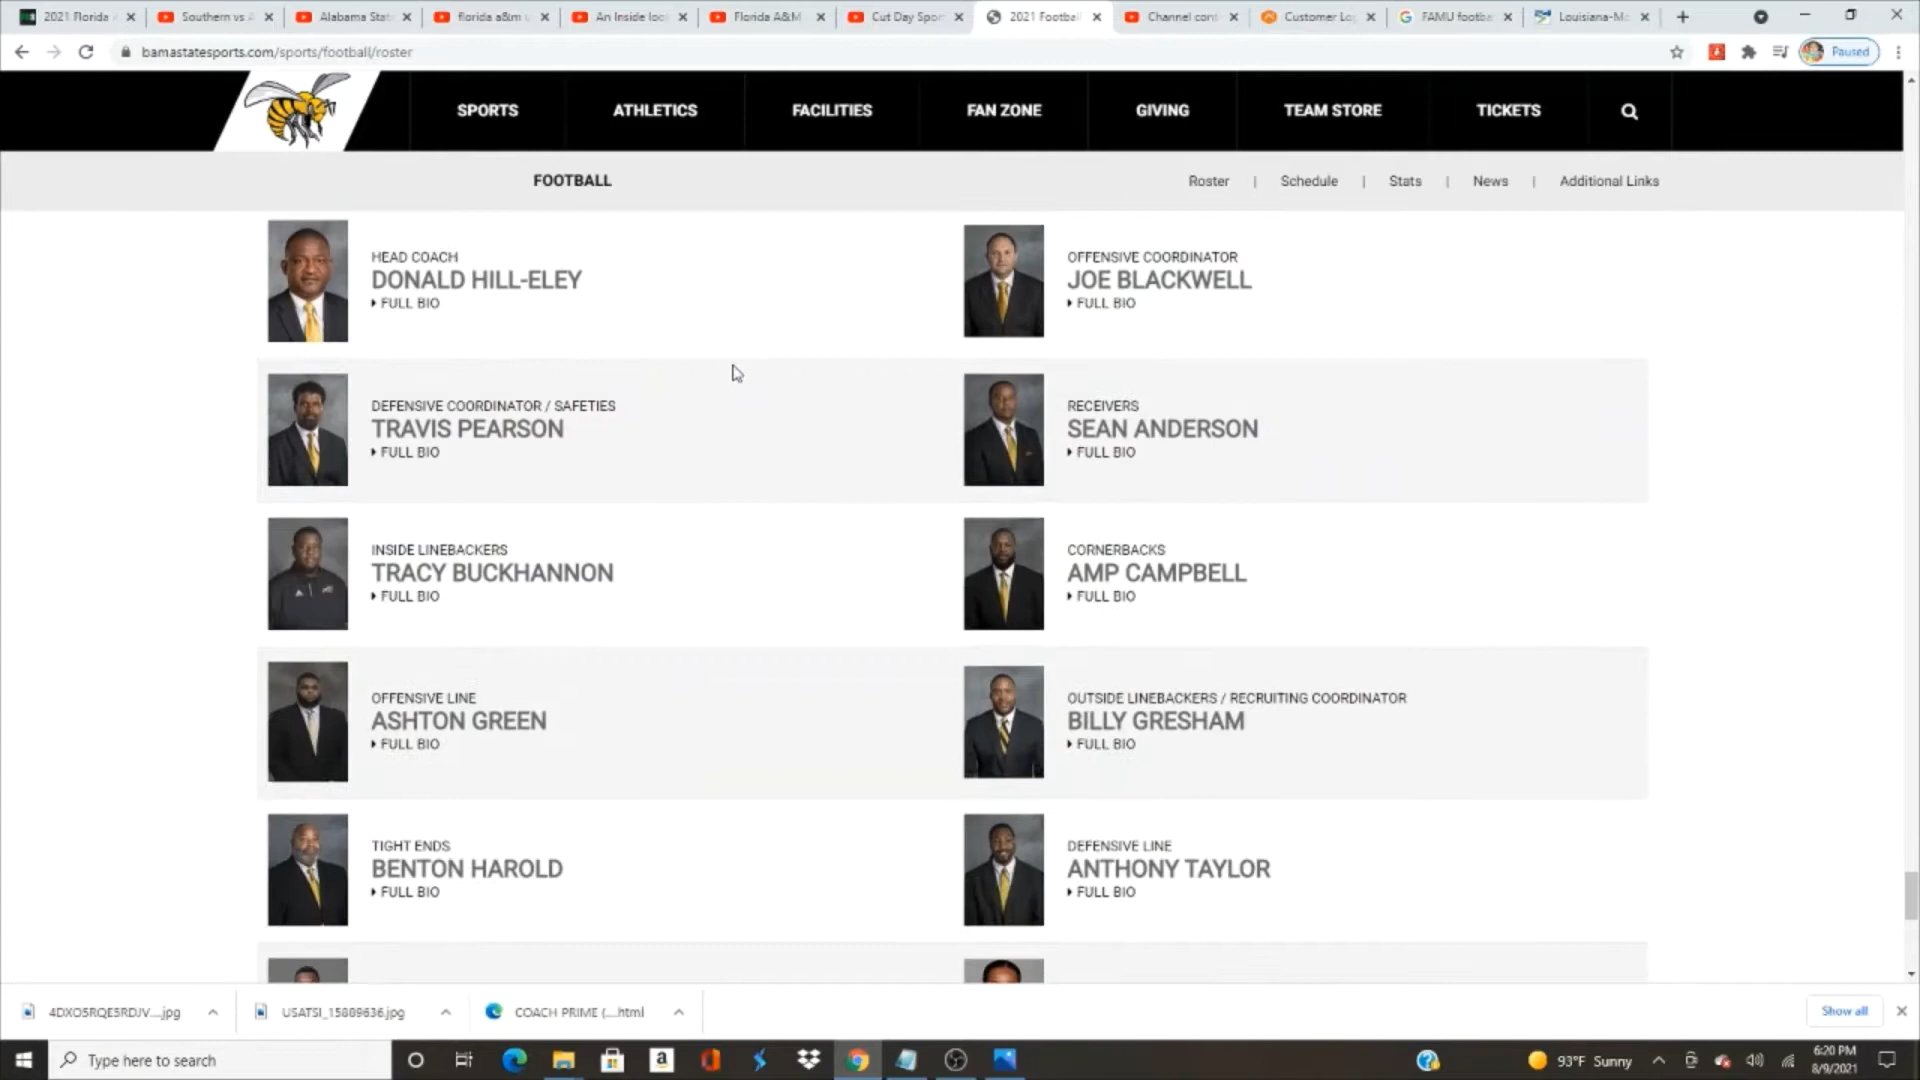 2021 Florida
Southern vs
Alabama Stat
florida a&m u
An Inside loo
Florida A&M
Cut Day Spor
2021 Football
Channel cont
Customer Lo
FAMU footba
Louisiana-Mo
bamastatesports.com/sports/football/roster
Paused
SPORTS
ATHLETICS
FACILITIES
FAN ZONE
GIVING
TEAM STORE
TICKETS
FOOTBALL
Roster | Schedule | Stats | News | Additional Links
HEAD COACH
DONALD HILL-ELEY
FULL BIO
OFFENSIVE COORDINATOR
JOE BLACKWELL
FULL BIO
DEFENSIVE COORDINATOR / SAFETIES
TRAVIS PEARSON
FULL BIO
RECEIVERS
SEAN ANDERSON
FULL BIO
INSIDE LINEBACKERS
TRACY BUCKHANNON
FULL BIO
CORNERBACKS
AMP CAMPBELL
FULL BIO
OFFENSIVE LINE
ASHTON GREEN
FULL BIO
OUTSIDE LINEBACKERS / RECRUITING COORDINATOR
BILLY GRESHAM
FULL BIO
TIGHT ENDS
BENTON HAROLD
FULL BIO
DEFENSIVE LINE
ANTHONY TAYLOR
FULL BIO
4DXO5RQE5RDJV....jpg
USATSI_15889636.jpg
COACH PRIME (....html
Show all
Type here to search
93°F Sunny
6:20 PM
8/9/2021